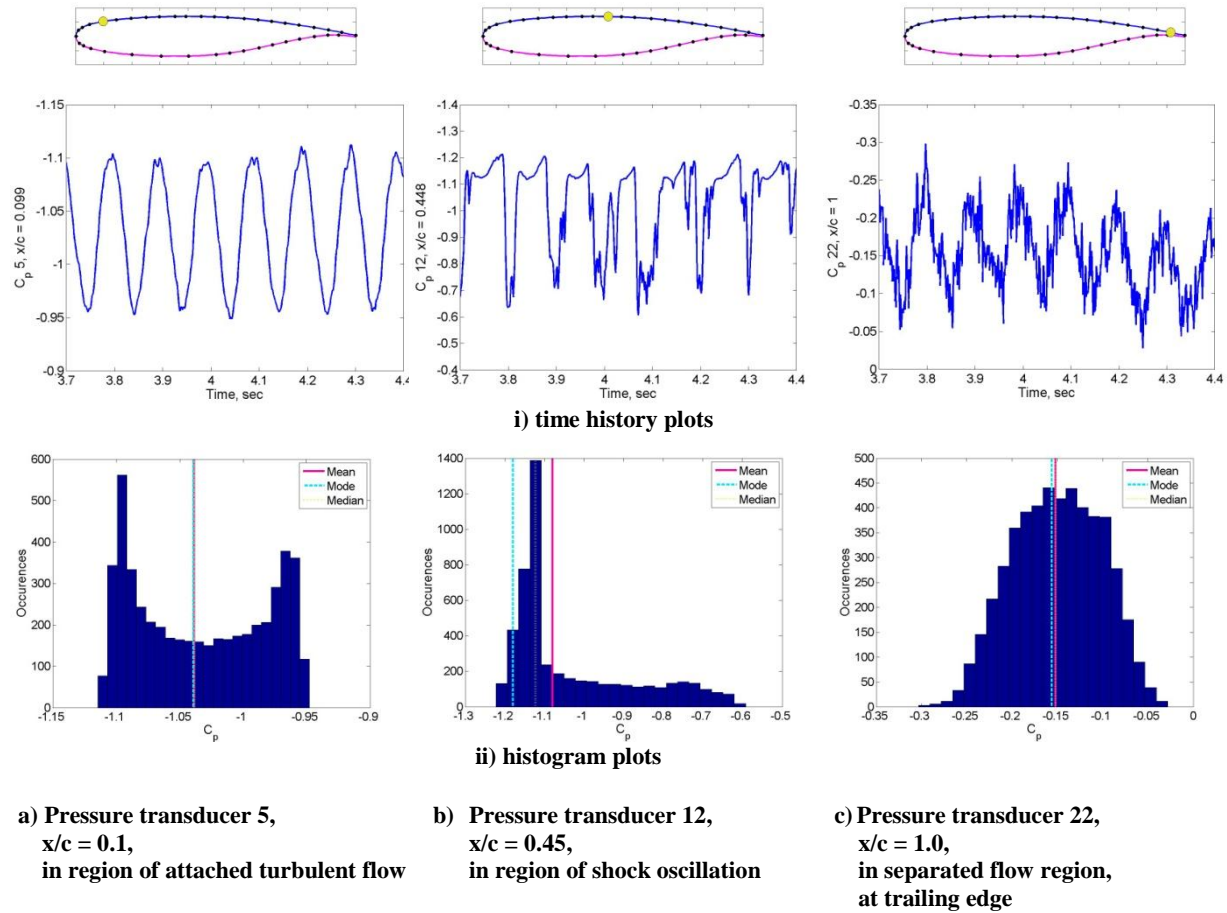 -1.15
-1.1
-1.05
-1
-0.95
-0.9
C_p 5, x/c = 0.099
3.7 3.8 3.9 4 4.1 4.2 4.3 4.4
Time, sec
-1.4
-1.3
-1.2
-1.1
-1
-0.9
-0.8
-0.7
-0.6
-0.5
-0.4
C_p 12, x/c = 0.448
3.7 3.8 3.9 4 4.1 4.2 4.3 4.4
Time, sec
-0.35
-0.3
-0.25
-0.2
-0.15
-0.1
-0.05
0
C_p 22, x/c = 1
3.7 3.8 3.9 4 4.1 4.2 4.3 4.4
Time, sec
i) time history plots
600
500
400
300
200
100
0
Occurences
Mean
Mode
Median
-1.15 -1.1 -1.05 -1 -0.95 -0.9
C_p
1400
1200
1000
800
600
400
200
0
Occurences
Mean
Mode
Median
-1.3 -1.2 -1.1 -1 -0.9 -0.8 -0.7 -0.6 -0.5
C_p
500
450
400
350
300
250
200
150
100
50
0
Occurences
Mean
Mode
Median
-0.35 -0.3 -0.25 -0.2 -0.15 -0.1 -0.05 0
C_p
ii) histogram plots
a) Pressure transducer 5,
x/c = 0.1,
in region of attached turbulent flow
b) Pressure transducer 12,
x/c = 0.45,
in region of shock oscillation
c) Pressure transducer 22,
x/c = 1.0,
in separated flow region,
at trailing edge